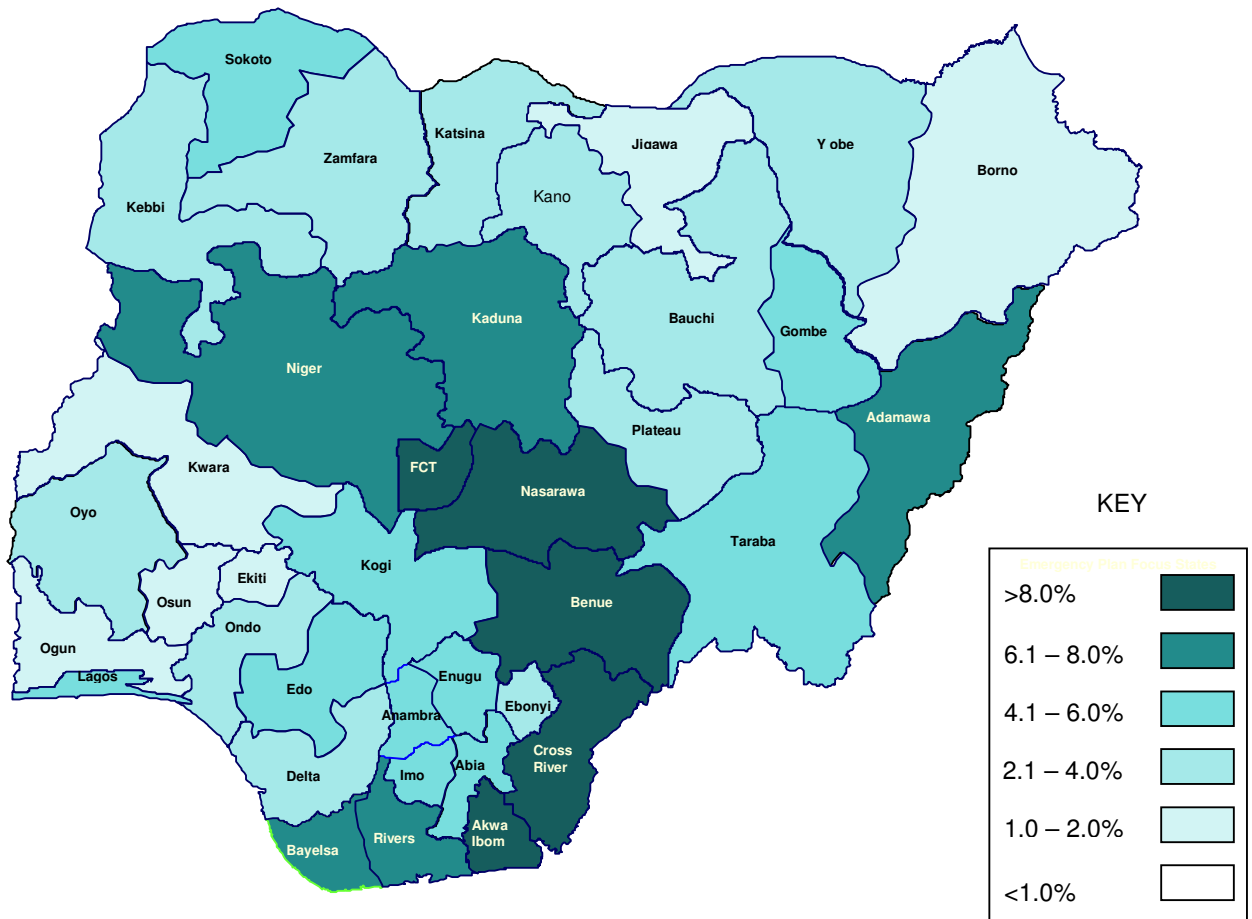 Sokoto
Katsina
Jigawa
Y obe
Zamfara
Borno
Kano
Kebbi
Kaduna
Bauchi
Gombe
Niger
Adamawa
Plateau
FCT
Kwara
Nasarawa
KEY
Oyo
Taraba
Kogi
Ekiti
Osun
Benue
Ondo
Ogun
Lagos
Edo
Enugu
Ebonyi
Anambra
Cross
River
Abia
Imo
Delta
Akwa
Ibom
Rivers
Bayelsa
>8.0%
6.1 – 8.0%
4.1 – 6.0%
2.1 – 4.0%
1.0 – 2.0%
<1.0%